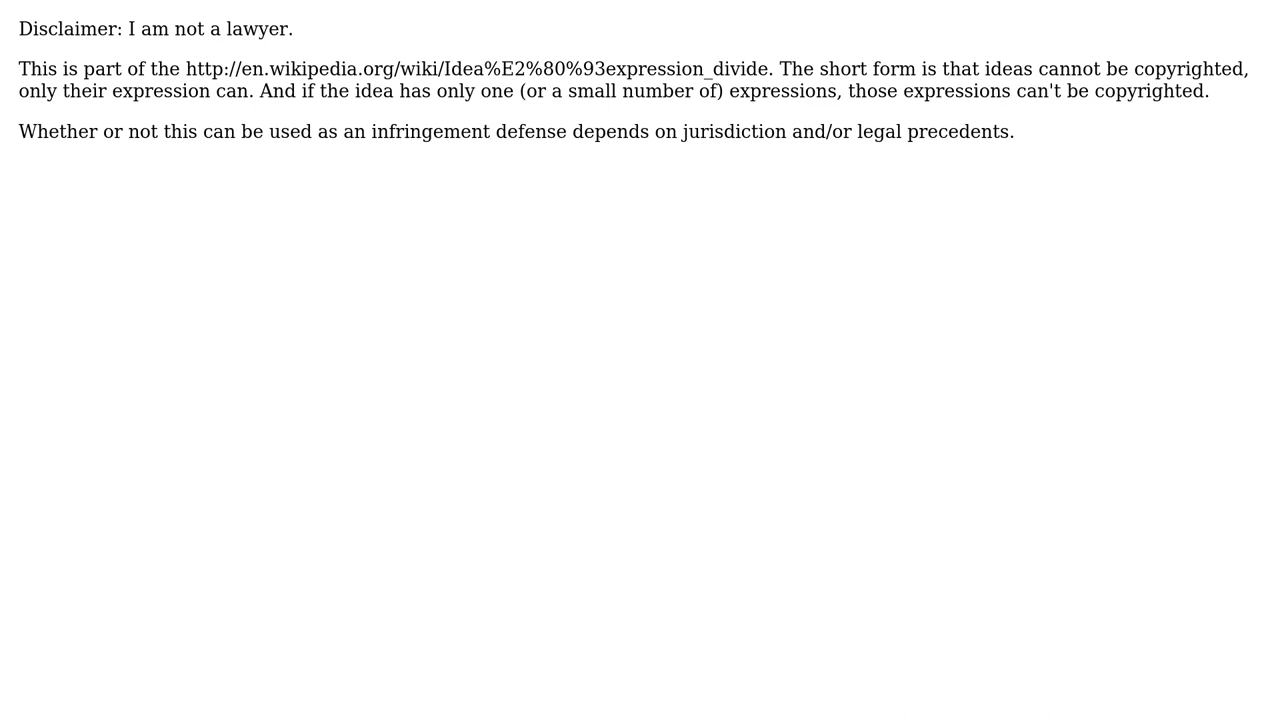 Disclaimer: I am not a lawyer.
This is part of the http://en.wikipedia.org/wiki/Idea%E2%80%93expression_divide. The short form is that ideas cannot be copyrighted,
only their expression can. And if the idea has only one (or a small number of) expressions, those expressions can't be copyrighted.
Whether or not this can be used as an infringement defense depends on jurisdiction and/or legal precedents.